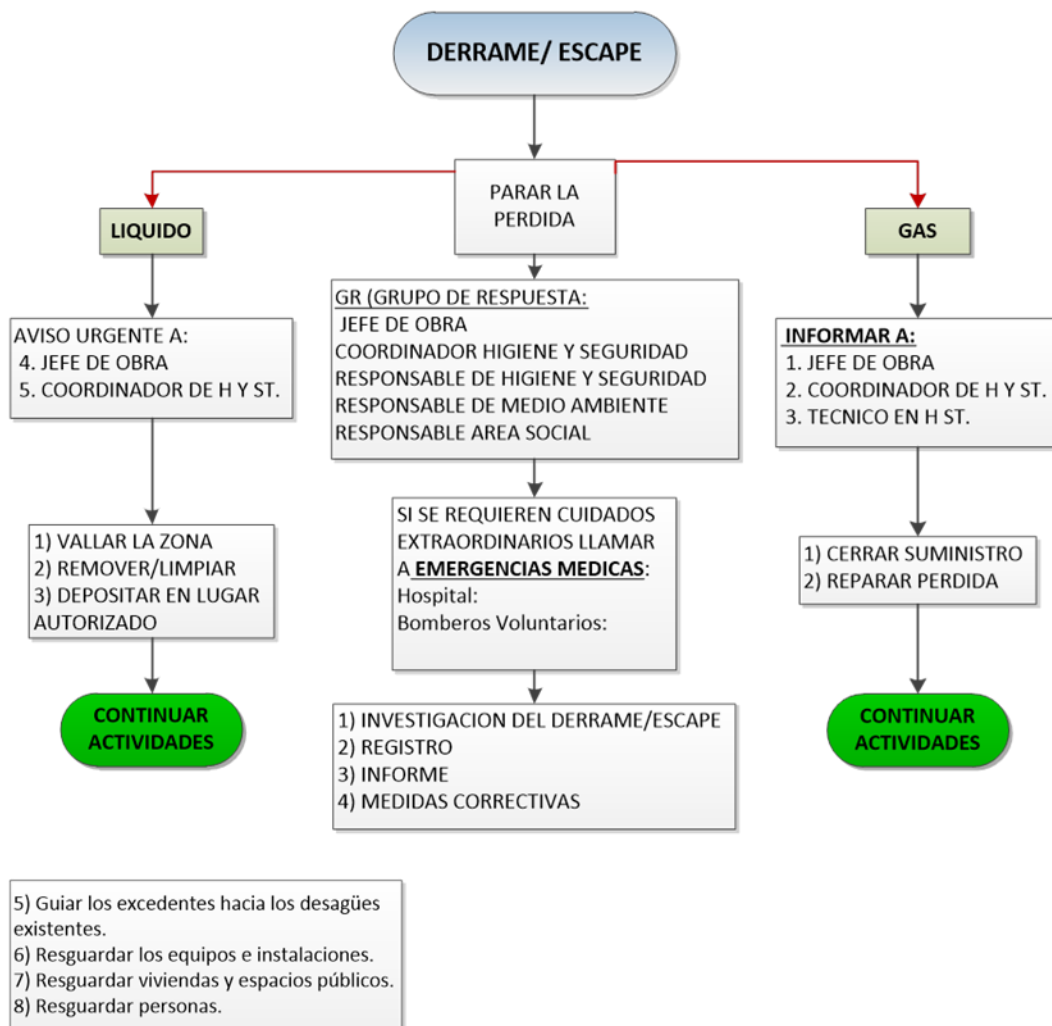 DERRAME/ ESCAPE
PARAR LA
PERDIDA
LIQUIDO
GAS
AVISO URGENTE A:
4. JEFE DE OBRA
5. COORDINADOR DE H Y ST.
GR (GRUPO DE RESPUESTA:
JEFE DE OBRA
COORDINADOR HIGIENE Y SEGURIDAD
RESPONSABLE DE HIGIENE Y SEGURIDAD
RESPONSABLE DE MEDIO AMBIENTE
RESPONSABLE AREA SOCIAL
INFORMAR A:
1. JEFE DE OBRA
2. COORDINADOR DE H Y ST.
3. TECNICO EN H ST.
1) VALLAR LA ZONA
2) REMOVER/LIMPIAR
3) DEPOSITAR EN LUGAR
AUTORIZADO
SI SE REQUIEREN CUIDADOS
EXTRAORDINARIOS LLAMAR
A EMERGENCIAS MEDICAS:
Hospital:
Bomberos Voluntarios:
1) CERRAR SUMINISTRO
2) REPARAR PERDIDA
CONTINUAR
ACTIVIDADES
1) INVESTIGACION DEL DERRAME/ESCAPE
2) REGISTRO
3) INFORME
4) MEDIDAS CORRECTIVAS
CONTINUAR
ACTIVIDADES
5) Guiar los excedentes hacia los desagües
existentes.
6) Resguardar los equipos e instalaciones.
7) Resguardar viviendas y espacios públicos.
8) Resguardar personas.